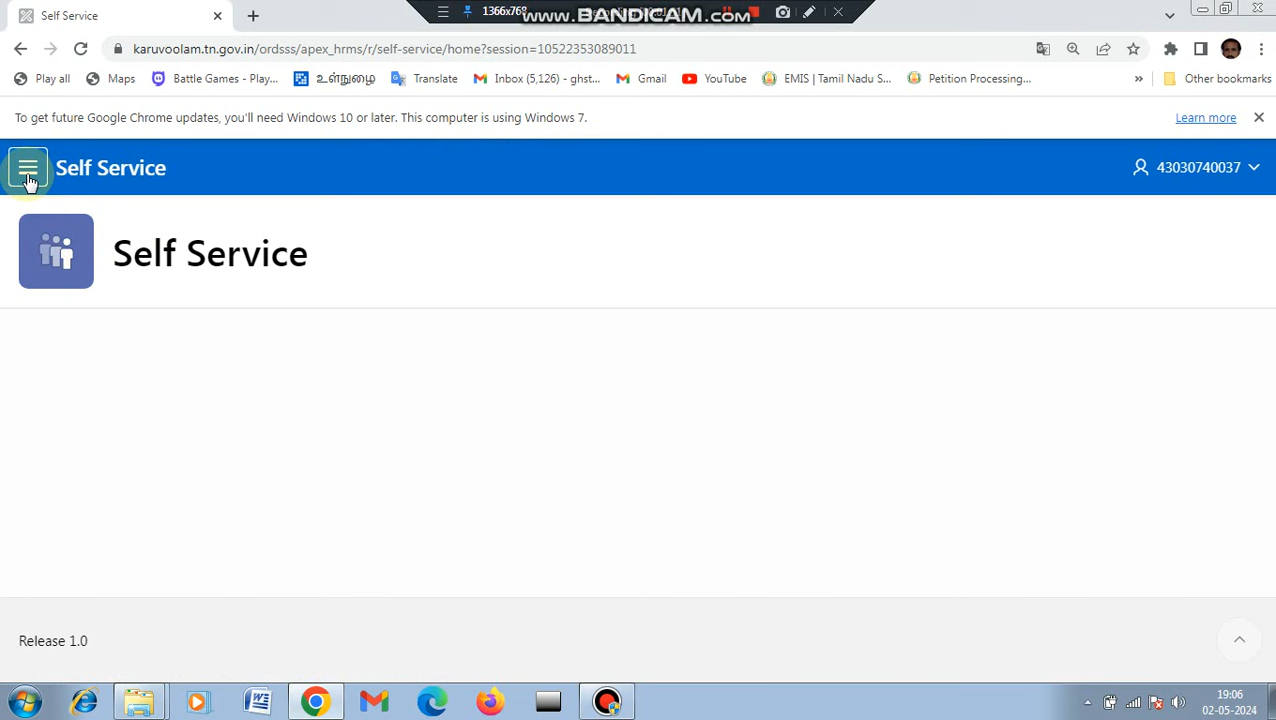 Self Service
1366x768
www.BANDICAM.com
karuvoolam.tn.gov.in/ordsss/apex_hrms/r/self-service/home?session=10522353089011
Play all Maps Battle Games - Play... உள்நுழை Translate Inbox (5,126) - ghst... Gmail YouTube EMIS | Tamil Nadu S... Petition Processing... » Other bookmarks
To get future Google Chrome updates, you'll need Windows 10 or later. This computer is using Windows 7. Learn more
Self Service 43030740037
Self Service
Release 1.0
19:06
02-05-2024